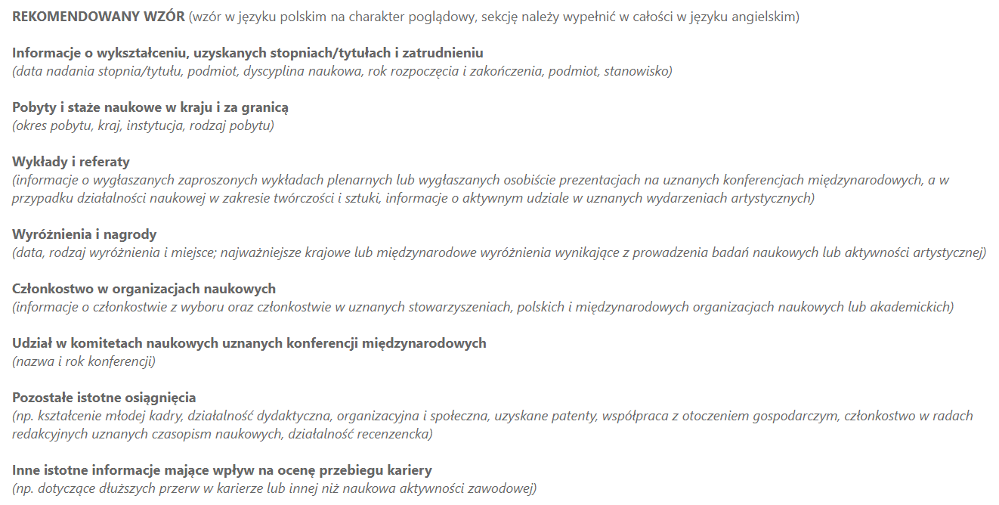 REKOMENDOWANY WZÓR (wzór w języku polskim na charakter poglądowy, sekcję należy wypełnić w całości w języku angielskim)
Informacje o wykształceniu, uzyskanych stopniach/tytułach i zatrudnieniu
(data nadania stopnia/tytułu, podmiot, dyscyplina naukowa, rok rozpoczęcia i zakończenia, podmiot, stanowisko)
Pobyty i staże naukowe w kraju i za granicą
(okres pobytu, kraj, instytucja, rodzaj pobytu)
Wykłady i referaty
(informacje o wygłaszanych zaproszonych wykładach plenarnych lub wygłaszanych osobiście prezentacjach na uznanych konferencjach międzynarodowych, a w
przypadku działalności naukowej w zakresie twórczości i sztuki, informacje o aktywnym udziale w uznanych wydarzeniach artystycznych)
Wyróżnienia i nagrody
(data, rodzaj wyróżnienia i miejsce; najważniejsze krajowe lub międzynarodowe wyróżnienia wynikające z prowadzenia badań naukowych lub aktywności artystycznej)
Członkostwo w organizacjach naukowych
(informacje o członkostwie z wyboru oraz członkostwie w uznanych stowarzyszeniach, polskich i międzynarodowych organizacjach naukowych lub akademickich)
Udział w komitetach naukowych uznanych konferencji międzynarodowych
(nazwa i rok konferencji)
Pozostałe istotne osiągnięcia
(np. kształcenie młodej kadry, działalność dydaktyczna, organizacyjna i społeczna, uzyskane patenty, współpraca z otoczeniem gospodarczym, członkostwo w radach
redakcyjnych uznanych czasopism naukowych, działalność recenzencka)
Inne istotne informacje mające wpływ na ocenę przebiegu kariery
(np. dotyczące dłuższych przerw w karierze lub innej niż naukowa aktywności zawodowej)